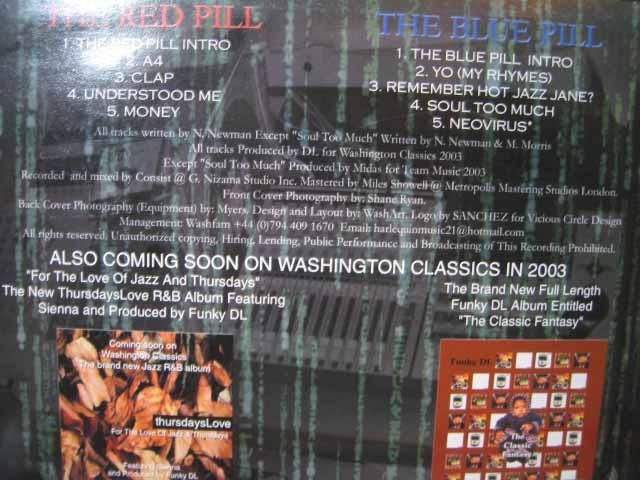 THE RED PILL
1. THE RED PILL INTRO
2. A4
3. CLAP
4. UNDERSTOOD ME
5. MONEY
THE BLUE PILL
1. THE BLUE PILL INTRO
2. YO (MY RHYMES)
3. REMEMBER HOT JAZZ JANE?
4. SOUL TOO MUCH
5. NEOVIRUS*
All tracks written by N. Newman Except "Soul Too Much" Written by N. Newman & M. Morris
All tracks Produced by DL for Washington Classics 2003
Except "Soul Too Much" Produced by Midas for Team Music 2003
Recorded and mixed by Consist @ G. Nizama Studio Inc. Mastered by Miles Showell @ Metropolis Mastering Studios London.
Front Cover Photography by: Shane Ryan.
Back Cover Photography (Equipment) by: Myers. Design and Layout by: Wash Art. Logo by SANCHEZ for Vicious Circle Design
Management: Washfam +44 (0)794 409 1670 Email harlequinmusic21@hotmail.com
All rights reserved. Unauthorized copying, Hiring, Lending, Public Performance and Broadcasting of This Recording Prohibited.
ALSO COMING SOON ON WASHINGTON CLASSICS IN 2003
"For The Love Of Jazz And Thursdays"
The New ThursdaysLove R&B Album Featuring
Sienna and Produced by Funky DL
The Brand New Full Length
Funky DL Album Entitled
"The Classic Fantasy"
Coming soon on
Washington Classics
The brand new Jazz R&B album
thursdaysLove
For The Love Of Jazz & Thursdays
Featuring Sienna
and Produced by Funky DL
Funky DL
The
Classic
Fantasy